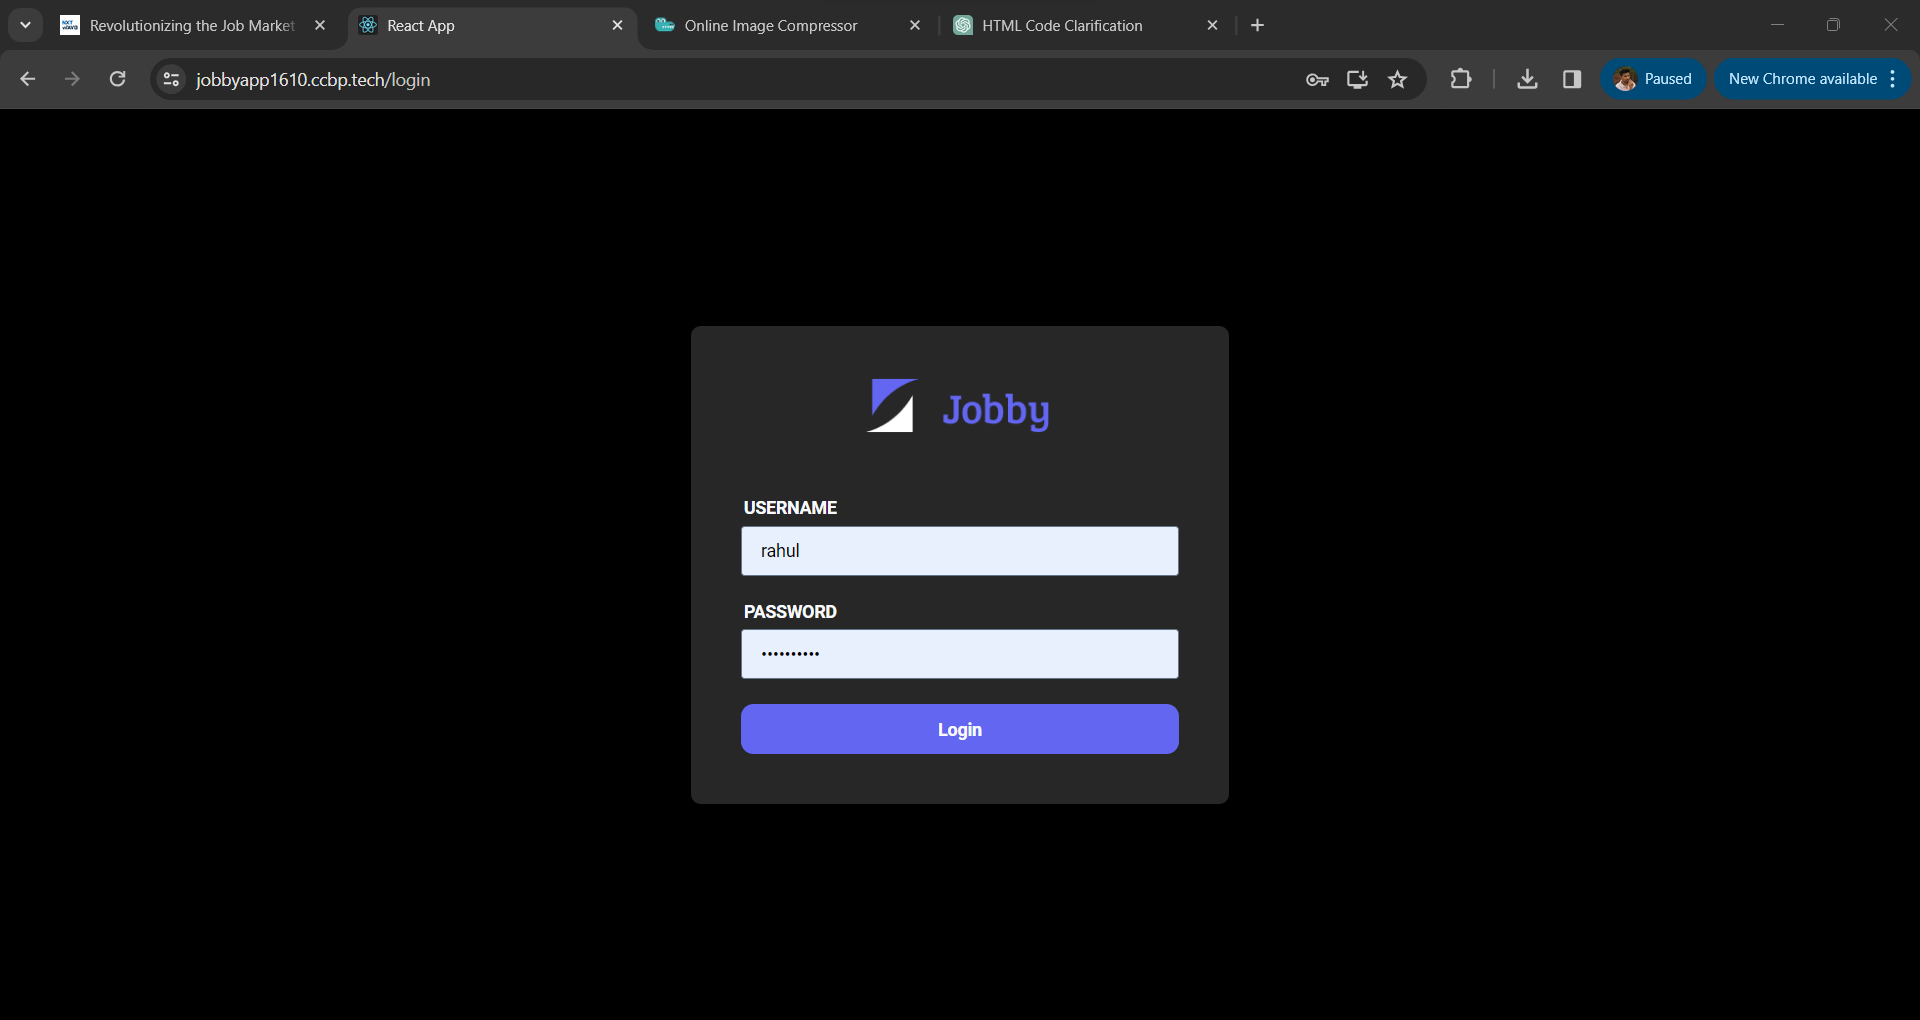 Revolutionizing the Job Market
React App
Online Image Compressor
HTML Code Clarification
jobbyapp1610.ccbp.tech/login
Paused
New Chrome available
Jobby
USERNAME
rahul
PASSWORD
••••••••••
Login